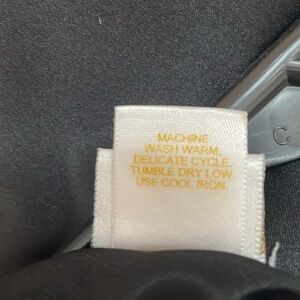 MACHINE
WASH WARM,
DELICATE CYCLE.
TUMBLE DRY LOW.
USE COOL IRON.
C